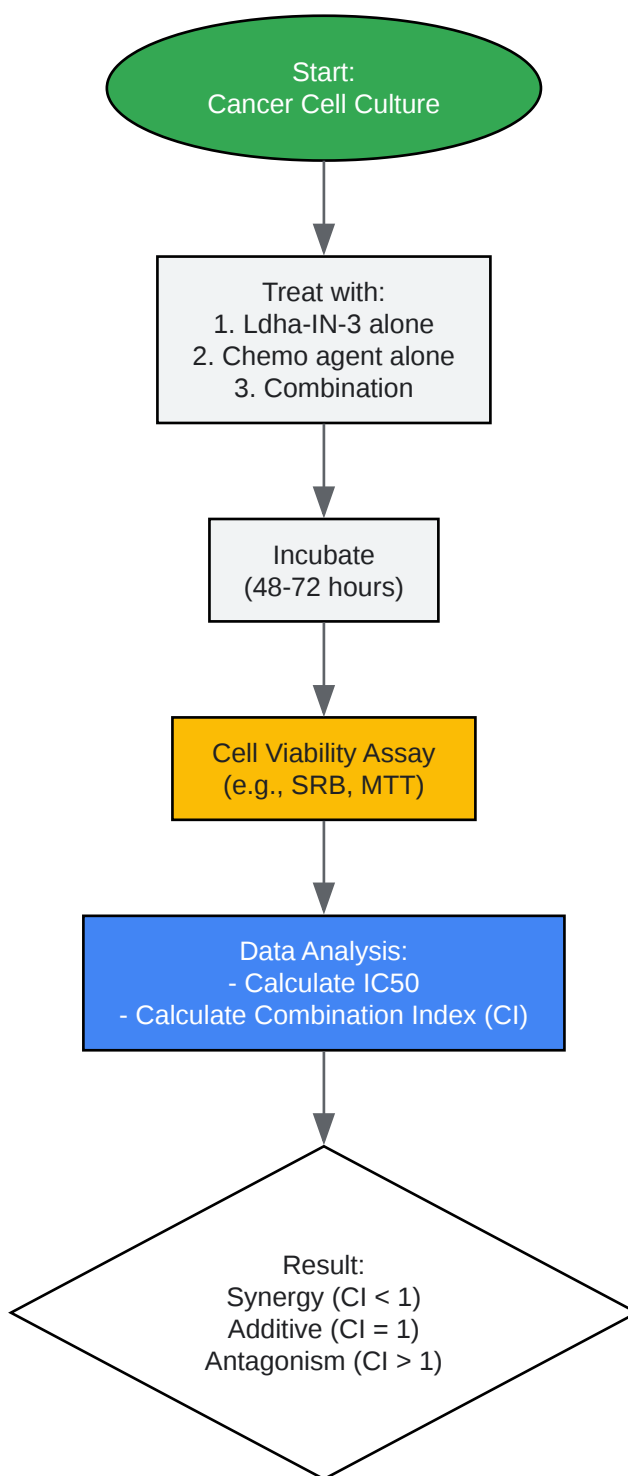 Start:
Cancer Cell Culture
Treat with:
1. Ldha-IN-3 alone
2. Chemo agent alone
3. Combination
Incubate
(48-72 hours)
Cell Viability Assay
(e.g., SRB, MTT)
Data Analysis:
- Calculate IC50
- Calculate Combination Index (CI)
Result:
Synergy (CI < 1)
Additive (CI = 1)
Antagonism (CI > 1)